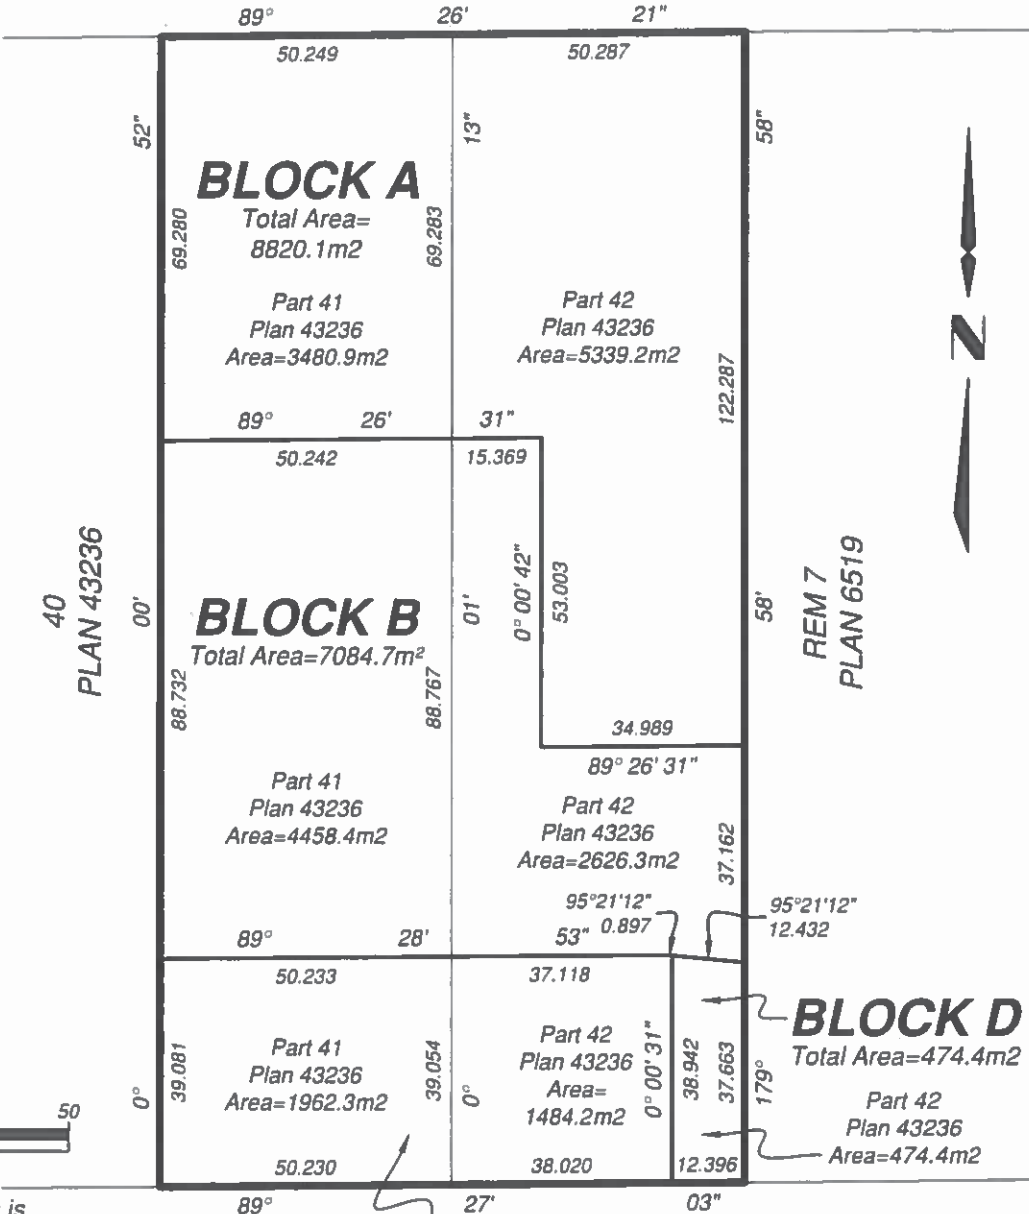 89° 26' 21"
50.249 50.287
52" 13" 58"
BLOCK A
Total Area=
8820.1m2
69.280
69.283
Part 41
Plan 43236
Area=3480.9m2
Part 42
Plan 43236
Area=5339.2m2
122.287
N
89° 26' 31"
50.242 15.369
40
PLAN 43236
00'
BLOCK B
Total Area=7084.7m²
01'
0° 00' 42"
53.003
58'
REM 7
PLAN 6519
88.732
88.767
34.989
89° 26' 31"
Part 41
Plan 43236
Area=4458.4m2
Part 42
Plan 43236
Area=2626.3m2
37.162
95°21'12"
0.897
95°21'12"
12.432
89° 28' 53"
50.233 37.118
39.081
Part 41
Plan 43236
Area=1962.3m2
39.054
0°
0°
Part 42
Plan 43236
Area=
1484.2m2
0° 00' 31"
38.942
37.663
179°
BLOCK D
Total Area=474.4m2
Part 42
Plan 43236
Area=474.4m2
50
50.230 38.020 12.396
89° 27' 03"
is